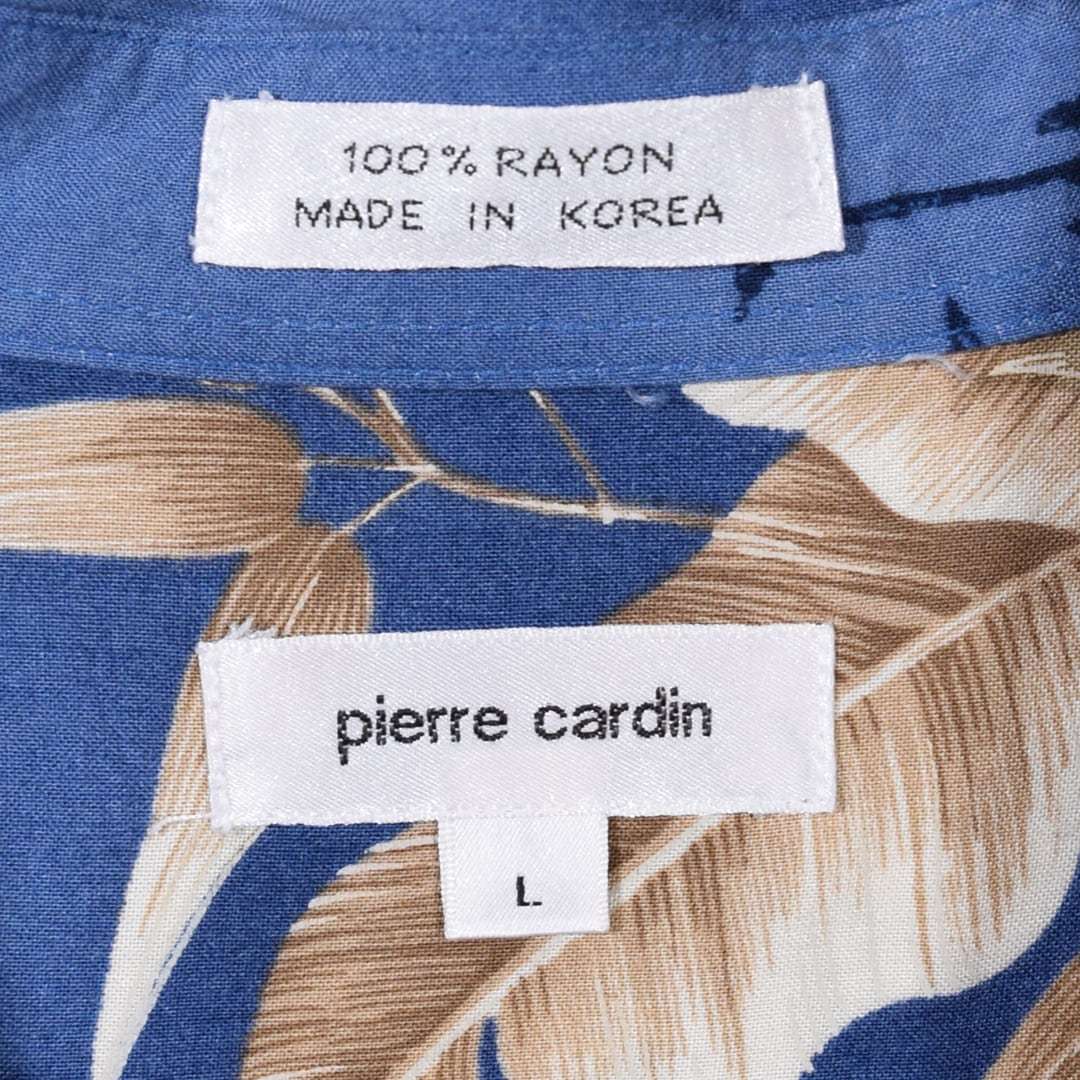 100% RAYON
MADE IN KOREA
pierre cardin
L